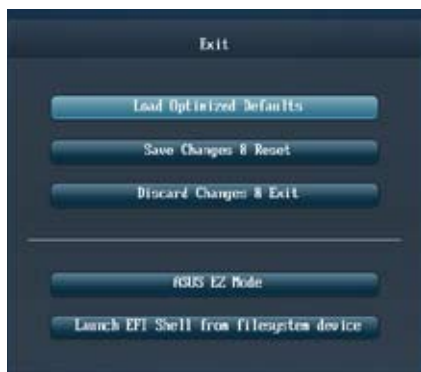 Exit
Load Optimized Defaults
Save Changes & Reset
Discard Changes & Exit
ASUS EZ Mode
Launch EFI Shell from filesystem device